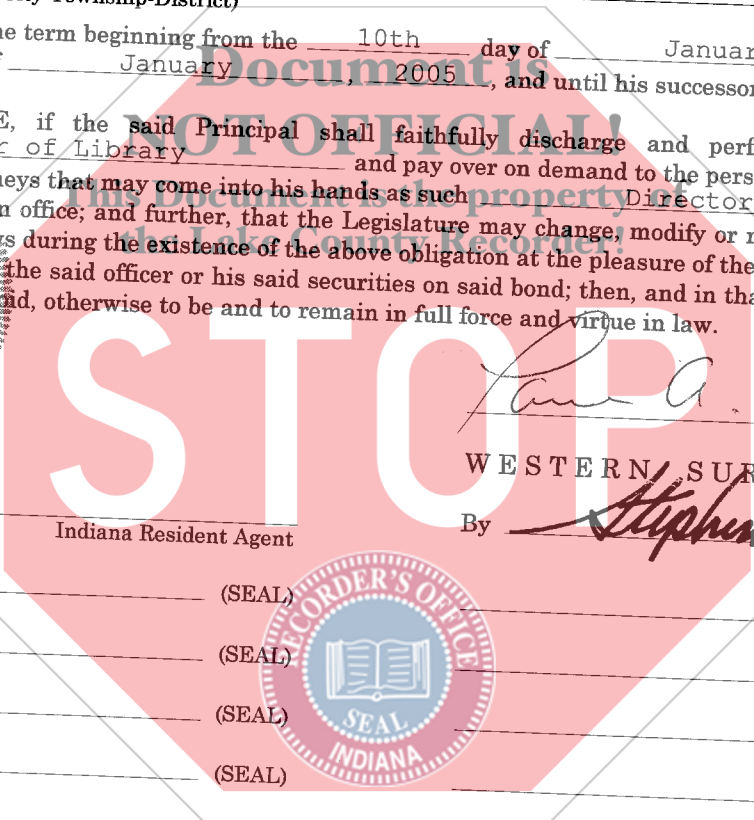 ty Township-District)
e term beginning from the 10th day of Januar
January , 2005 , and until his successor
Document is
E, if the said Principal shall faithfully discharge and perf
NOT OFFICIAL!
r of Library and pay over on demand to the pers
neys that may come into his hands as such Director
This Document is the property of
n office; and further, that the Legislature may change, modify or r
the Lake County Recorder!
s during the existence of the above obligation at the pleasure of the
the said officer or his said securities on said bond; then, and in tha
id, otherwise to be and to remain in full force and virtue in law.
STOP
WESTERN SUR
By Stephen
Indiana Resident Agent
(SEAL)
(SEAL)
(SEAL)
(SEAL)
RECORDER'S OFFICE
SEAL
INDIANA